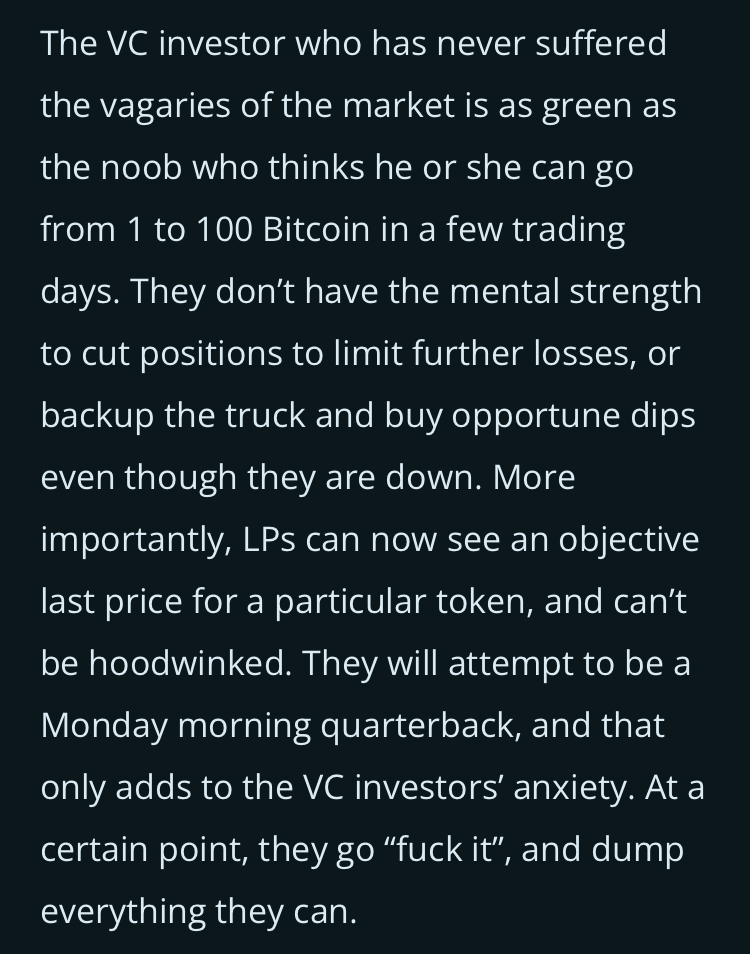 The VC investor who has never suffered
the vagaries of the market is as green as
the noob who thinks he or she can go
from 1 to 100 Bitcoin in a few trading
days. They don’t have the mental strength
to cut positions to limit further losses, or
backup the truck and buy opportune dips
even though they are down. More
importantly, LPs can now see an objective
last price for a particular token, and can’t
be hoodwinked. They will attempt to be a
Monday morning quarterback, and that
only adds to the VC investors’ anxiety. At a
certain point, they go “fuck it”, and dump
everything they can.